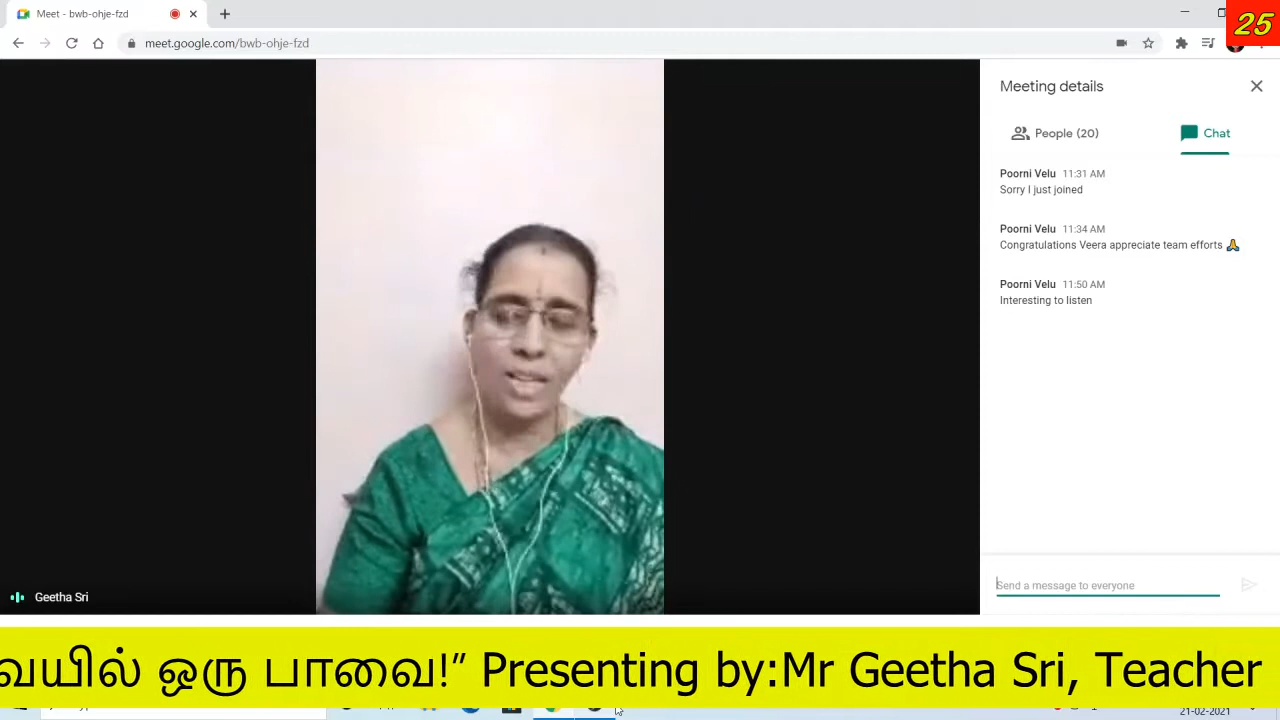 Meet - bwb-ohje-fzd
25
meet.google.com/bwb-ohje-fzd
Meeting details
People (20)
Chat
Poorni Velu 11:31 AM
Sorry I just joined
Poorni Velu 11:34 AM
Congratulations Veera appreciate team efforts 🙏
Poorni Velu 11:50 AM
Interesting to listen
Send a message to everyone
Geetha Sri
வையில் ஒரு பாவை!” Presenting by:Mr Geetha Sri, Teacher
21-02-2021